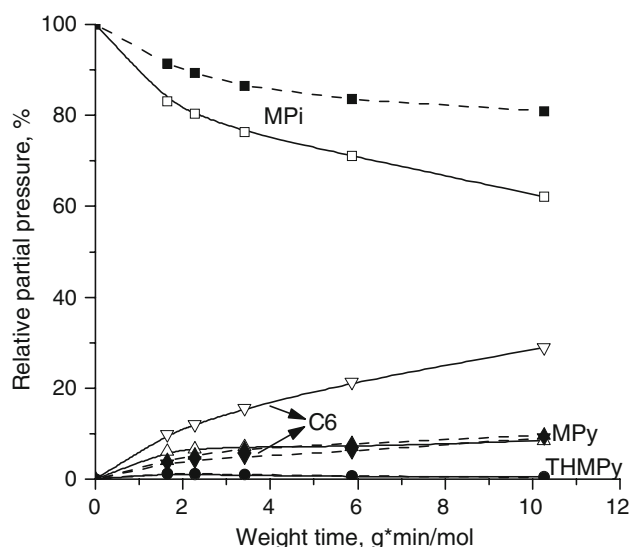 Relative partial pressure, %
100
80
60
40
20
0
MPi
C6
MPy
THMPy
0 2 4 6 8 10 12
Weight time, g*min/mol